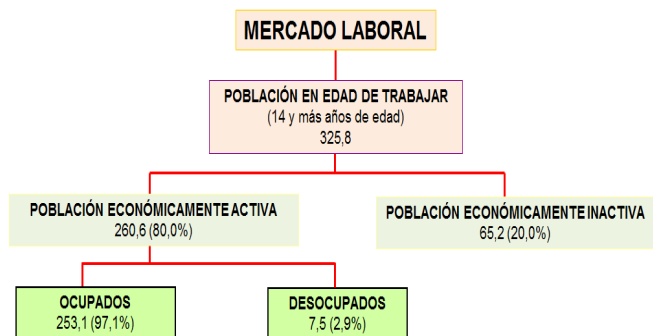 MERCADO LABORAL
POBLACIÓN EN EDAD DE TRABAJAR
(14 y más años de edad)
325,8
POBLACIÓN ECONÓMICAMENTE ACTIVA
260,6 (80,0%)
POBLACIÓN ECONÓMICAMENTE INACTIVA
65,2 (20,0%)
OCUPADOS
253,1 (97,1%)
DESOCUPADOS
7,5 (2,9%)